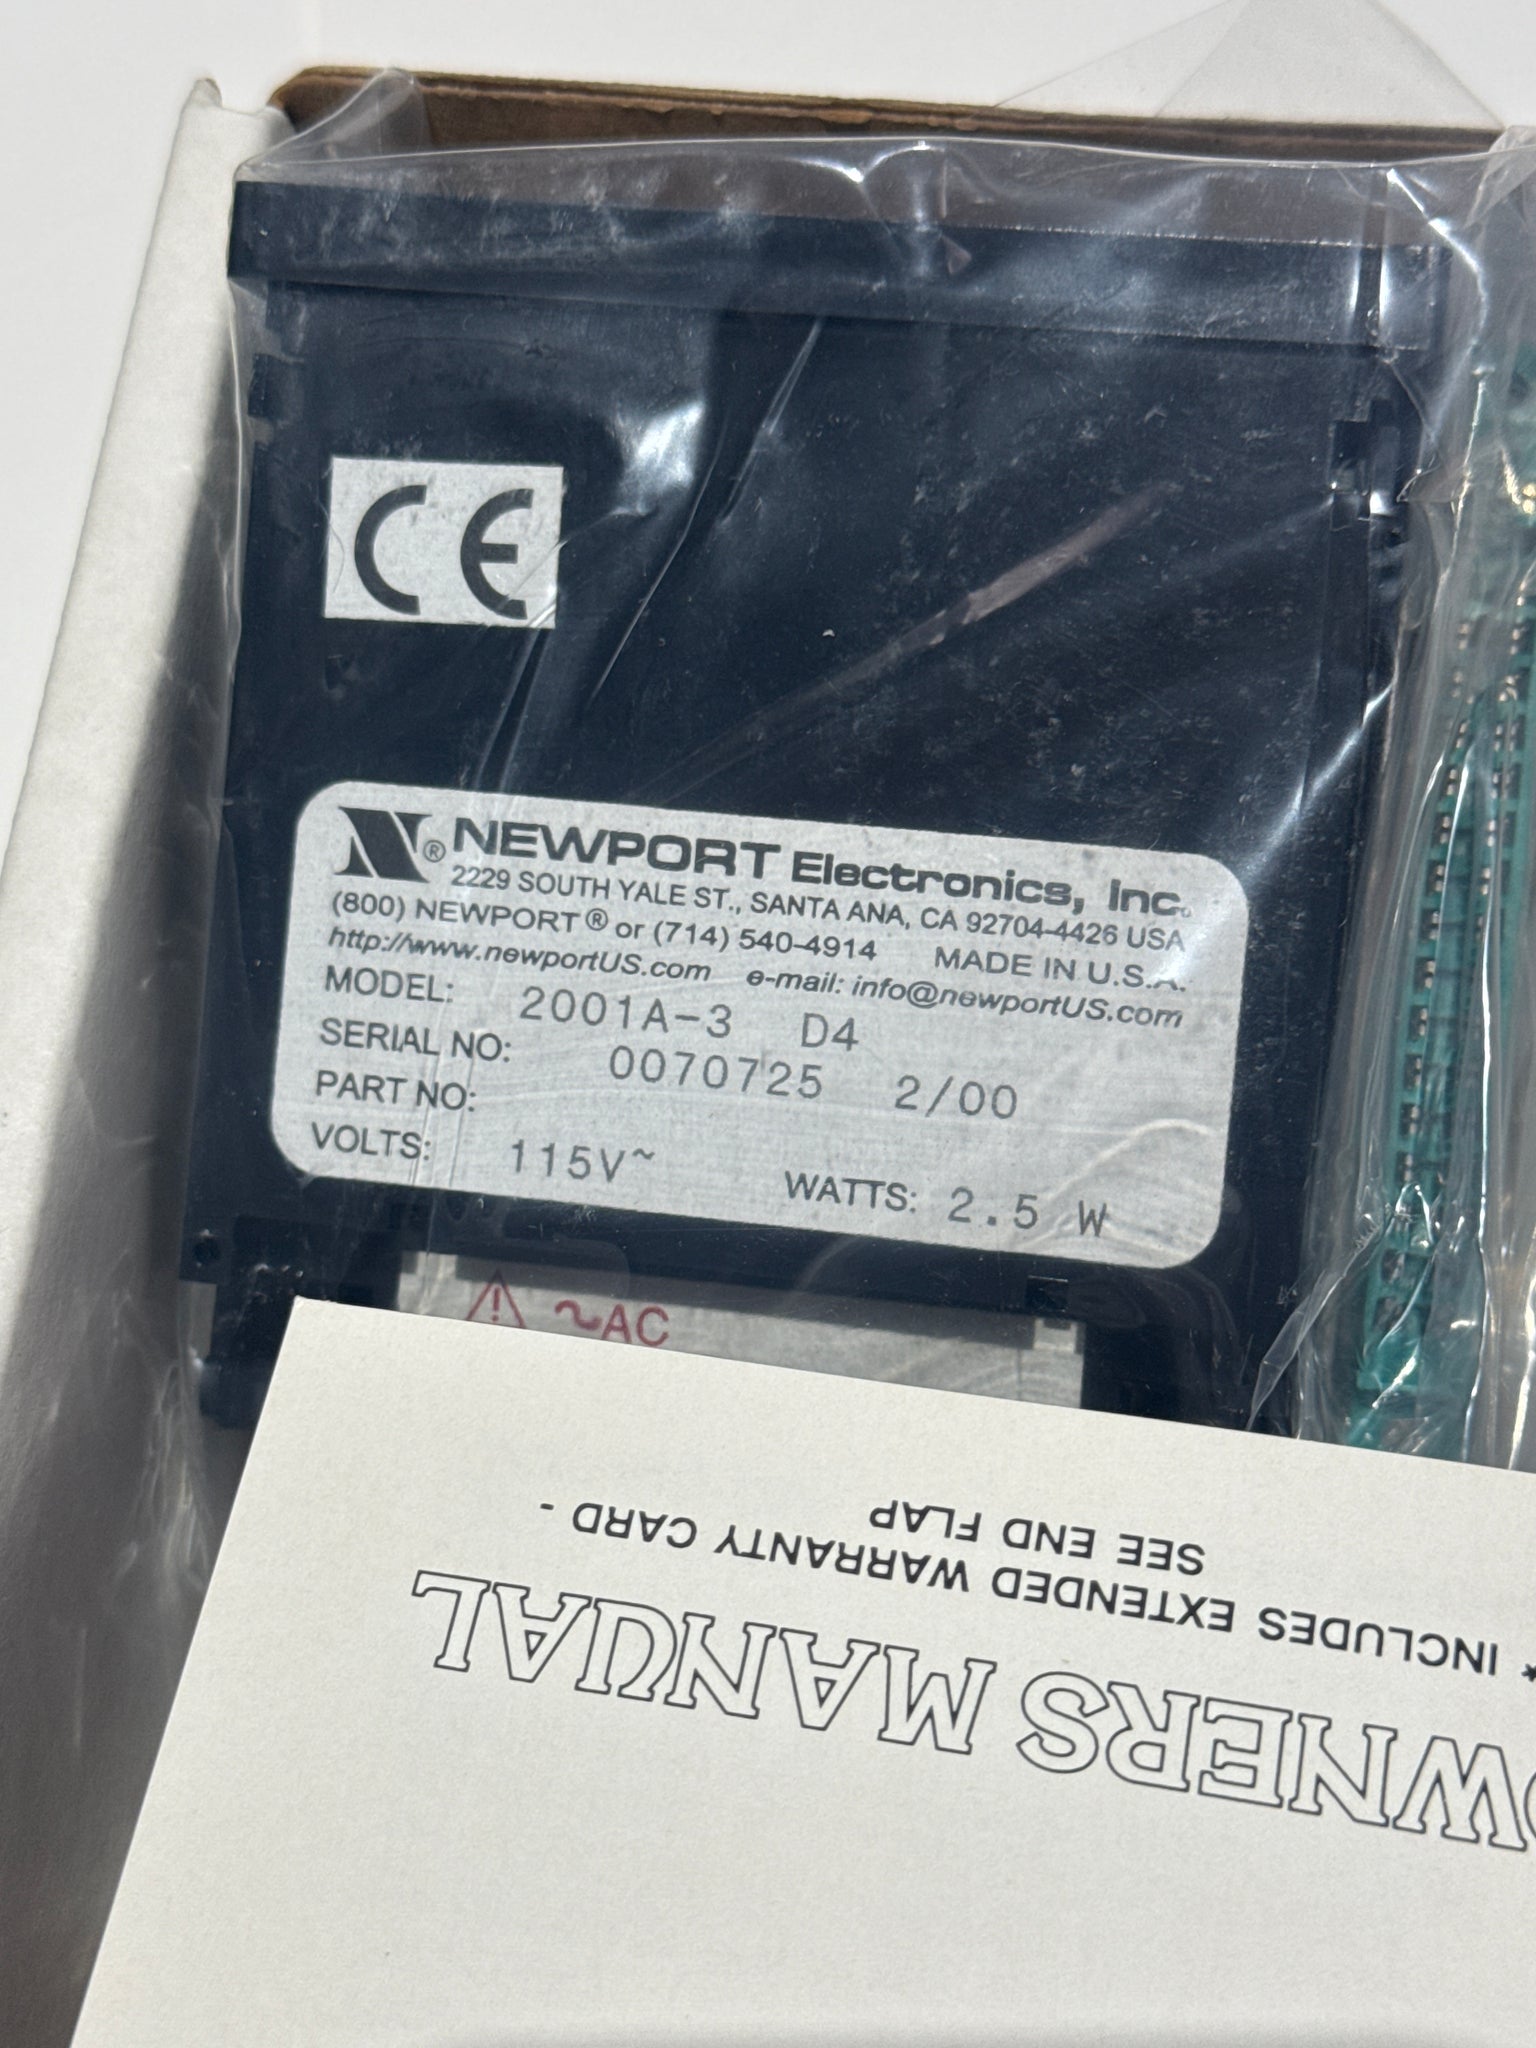 CE
N® NEWPORT Electronics, Inc.
2229 SOUTH YALE ST., SANTA ANA, CA 92704-4426 USA
(800) NEWPORT® or (714) 540-4914 MADE IN U.S.A.
http://www.newportUS.com e-mail: info@newportUS.com
MODEL: 2001A-3 D4
SERIAL NO: 0070725 2/00
PART NO:
VOLTS: 115V~ WATTS: 2.5 W
~AC
OWNERS MANUAL
* INCLUDES EXTENDED WARRANTY CARD -
SEE END FLAP